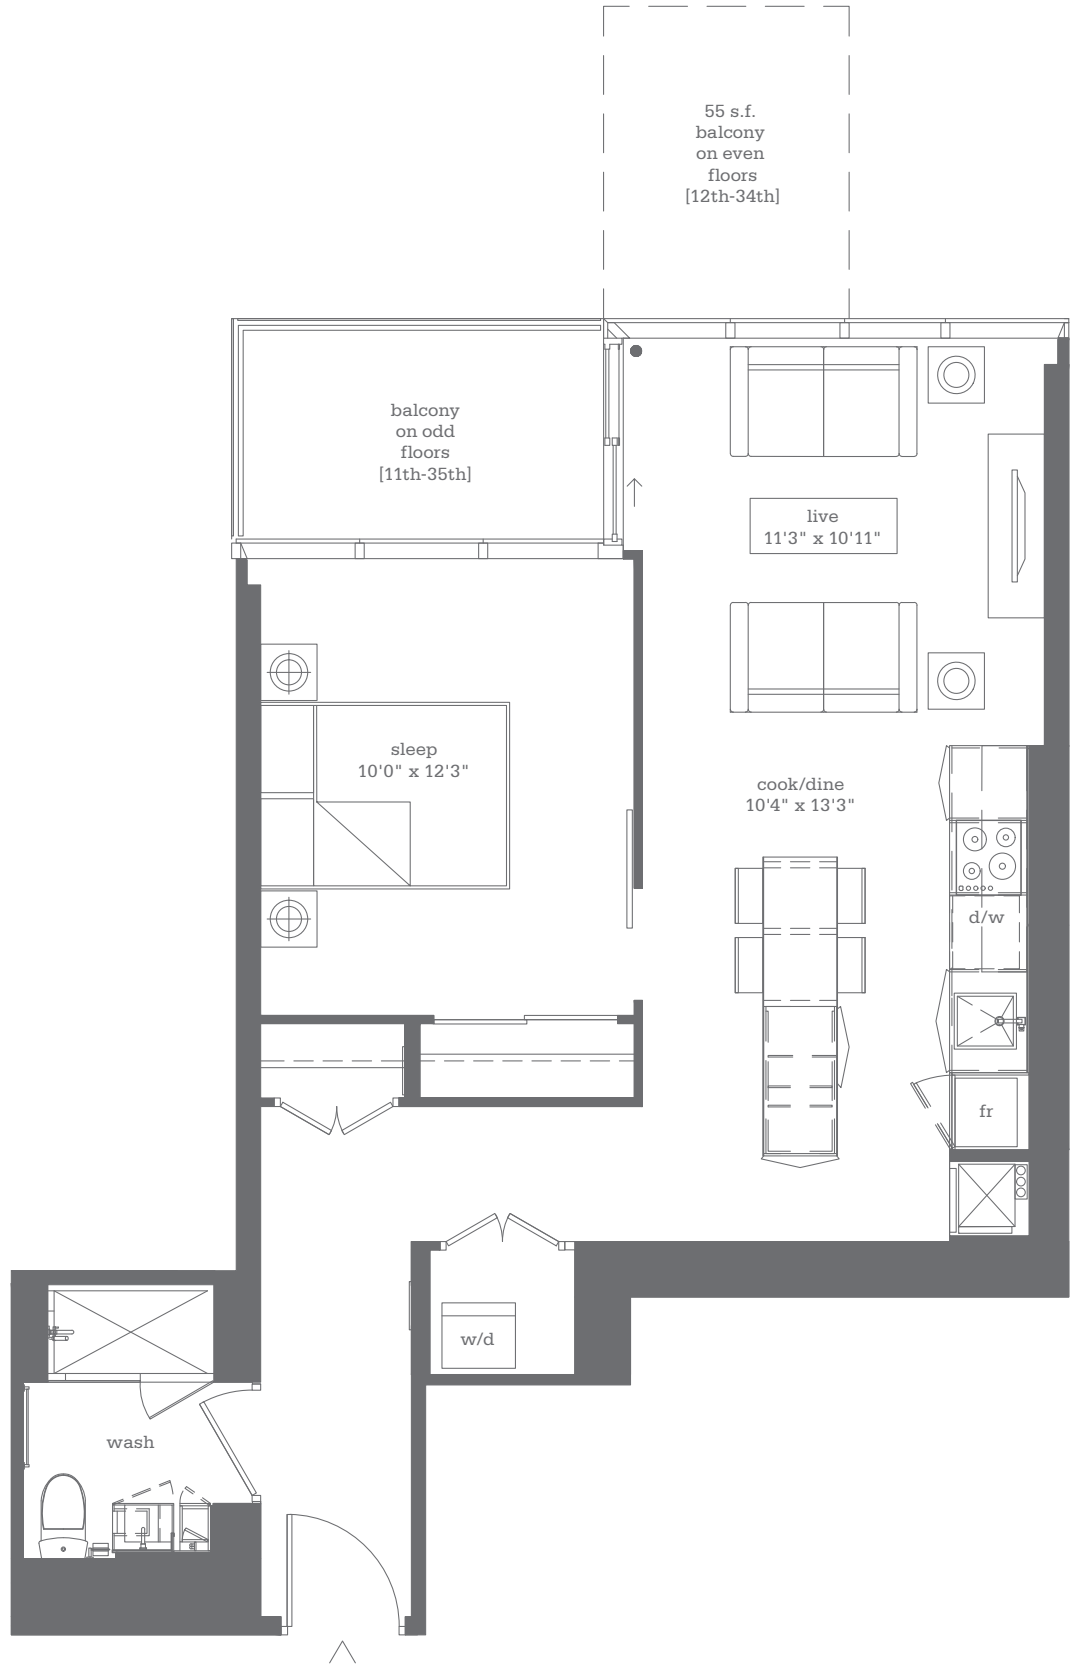 55 s.f.
balcony
on even
floors
[12th-34th]
balcony
on odd
floors
[11th-35th]
live
11'3" x 10'11"
sleep
10'0" x 12'3"
cook/dine
10'4" x 13'3"
d/w
fr
w/d
wash